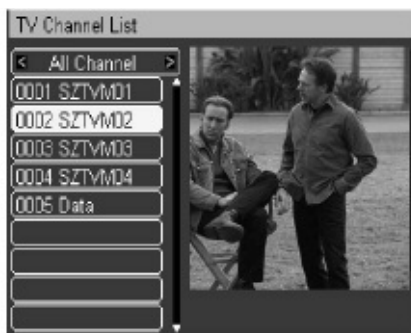 TV Channel List
< All Channel >
0001 SZTVM01
0002 SZTVM02
0003 SZTVM03
0004 SZTVM04
0005 Data